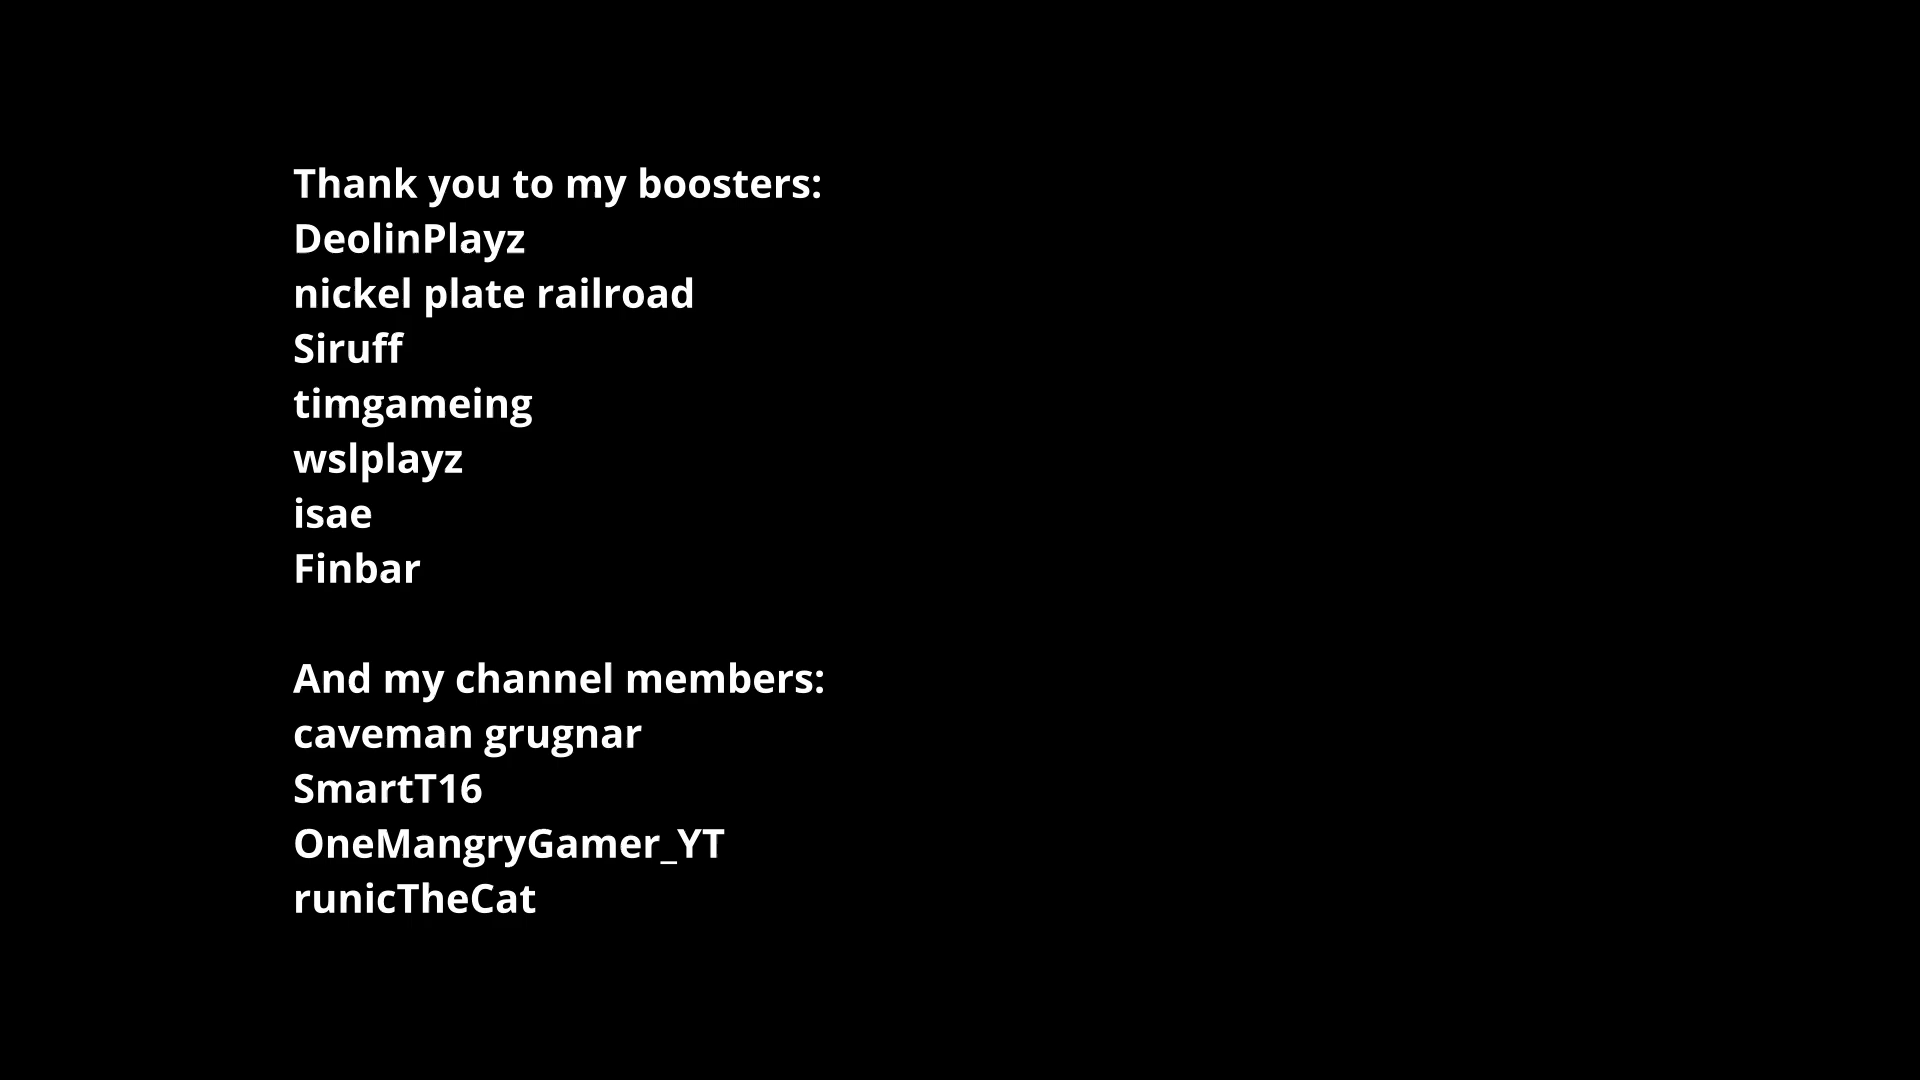 Thank you to my boosters:
DeolinPlayz
nickel plate railroad
Siruff
timgameing
wslplayz
isae
Finbar
And my channel members:
caveman grugnar
SmartT16
OneMangryGamer_YT
runicTheCat